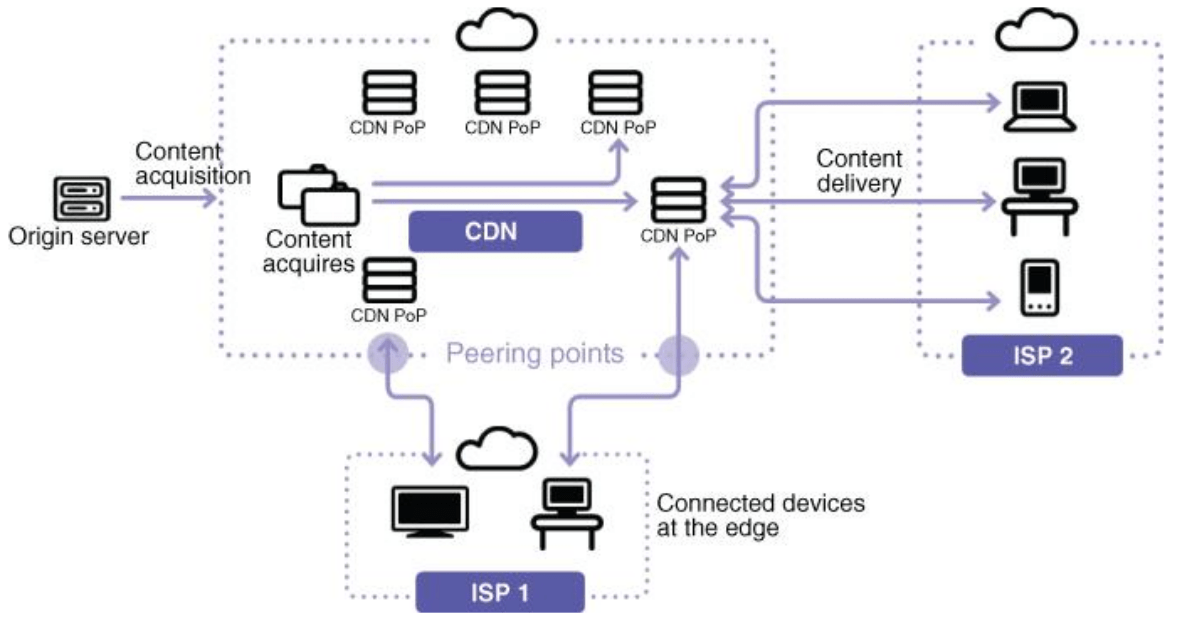 CDN PoP
CDN PoP
CDN PoP
Content
acquisition
Origin server
Content
acquires
CDN
CDN PoP
CDN PoP
Content
delivery
Peering points
ISP 2
Connected devices
at the edge
ISP 1